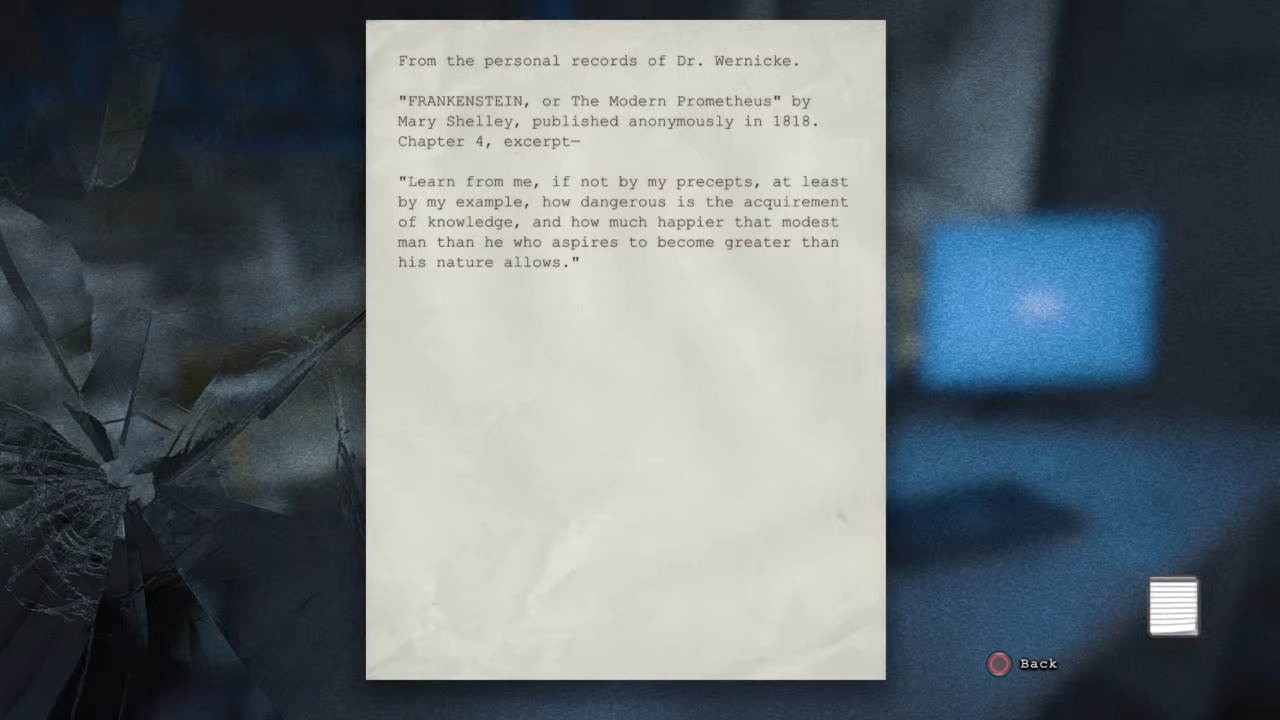 From the personal records of Dr. Wernicke.
"FRANKENSTEIN, or The Modern Prometheus" by
Mary Shelley, published anonymously in 1818.
Chapter 4, excerpt—
"Learn from me, if not by my precepts, at least
by my example, how dangerous is the acquirement
of knowledge, and how much happier that modest
man than he who aspires to become greater than
his nature allows."
Back